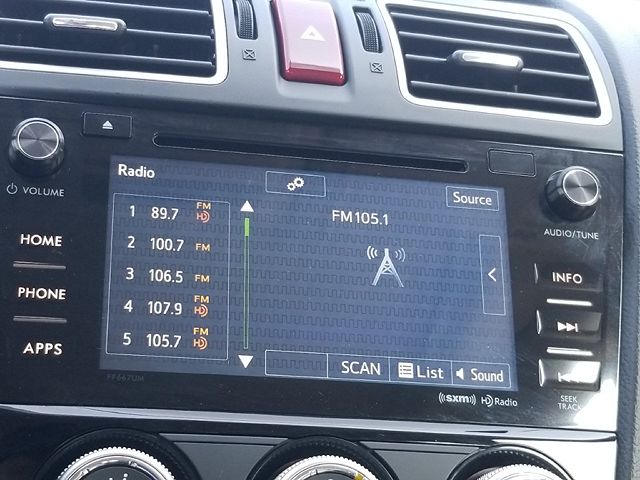 Radio
Source
VOLUME
1 89.7 FM HD
2 100.7 FM
3 106.5 FM
4 107.9 FM HD
5 105.7 FM HD
FM105.1
HOME
PHONE
APPS
AUDIO/TUNE
INFO
SCAN
List
Sound
FF667UM
((sxm)) HD Radio
SEEK
TRACK